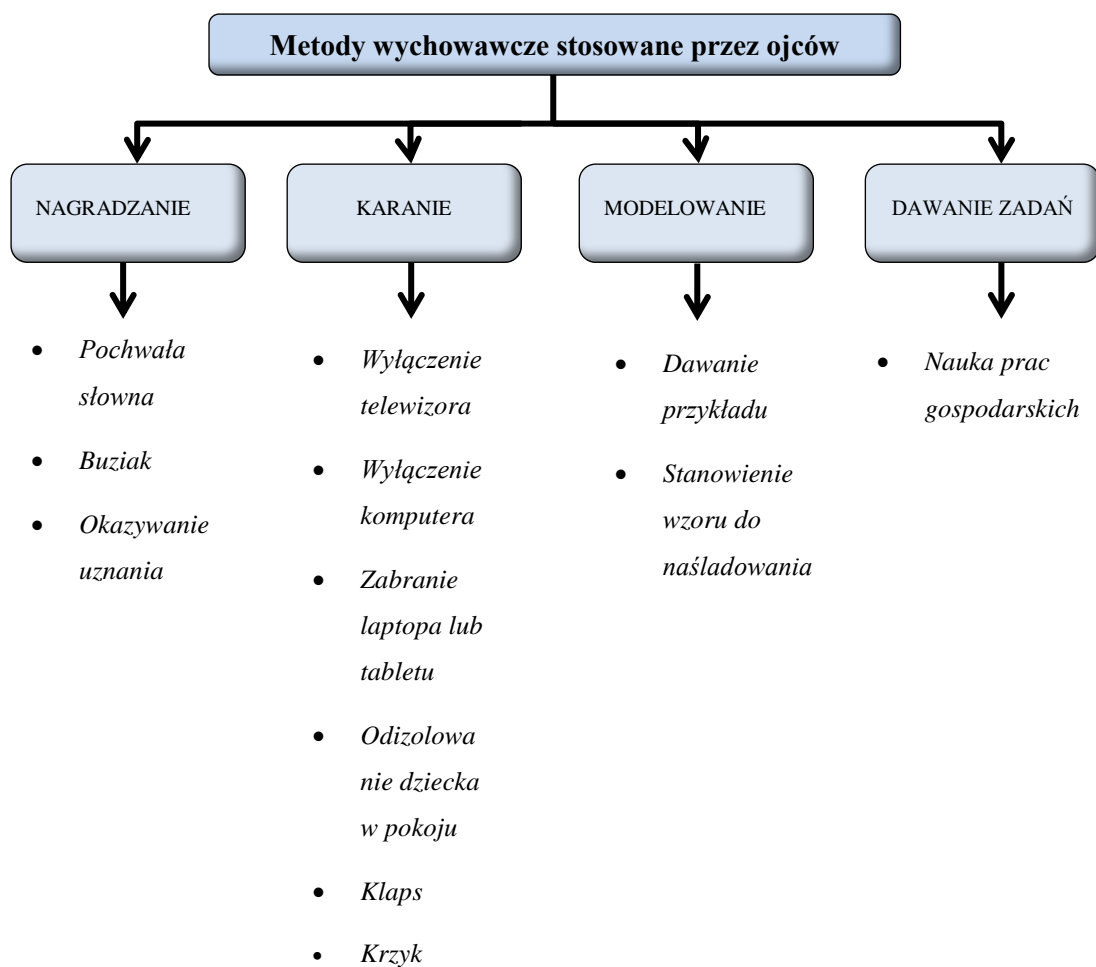 Metody wychowawcze stosowane przez ojców
NAGRADZANIE
KARANIE
MODELOWANIE
DAWANIE ZADAŃ
• Pochwała
słowna
• Buziak
• Okazywanie
uznania
• Wyłączenie
telewizora
• Wyłączenie
komputera
• Zabranie
laptopa lub
tabletu
• Odizolowa
nie dziecka
w pokoju
• Klaps
• Krzyk
• Dawanie
przykładu
• Stanowienie
wzoru do
naśladowania
• Nauka prac
gospodarskich